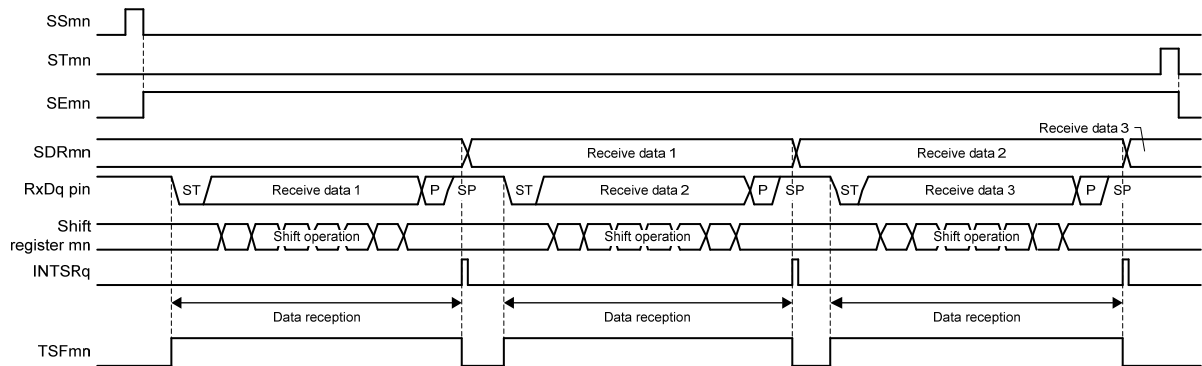 SSmn
STmn
SEmn
Receive data 3
SDRmn Receive data 1 Receive data 2
RxDq pin ST Receive data 1 P SP ST Receive data 2 P SP ST Receive data 3 P SP
Shift
register mn Shift operation Shift operation Shift operation
INTSRq
Data reception Data reception Data reception
TSFmn